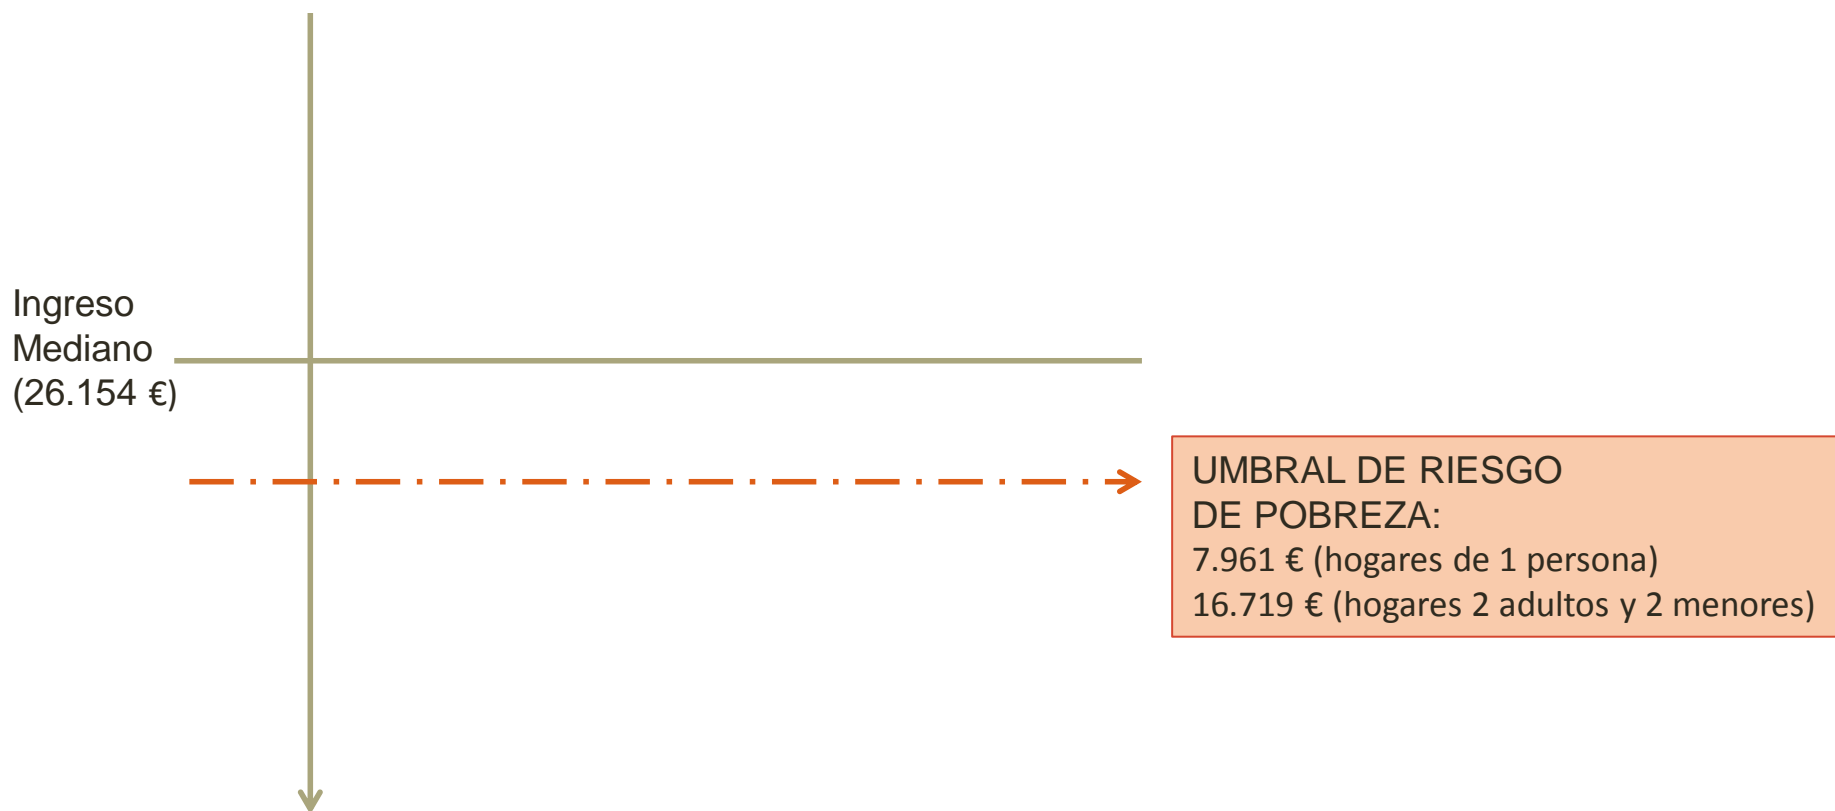 Ingreso
Mediano
(26.154 €)
UMBRAL DE RIESGO
DE POBREZA:
7.961 € (hogares de 1 persona)
16.719 € (hogares 2 adultos y 2 menores)